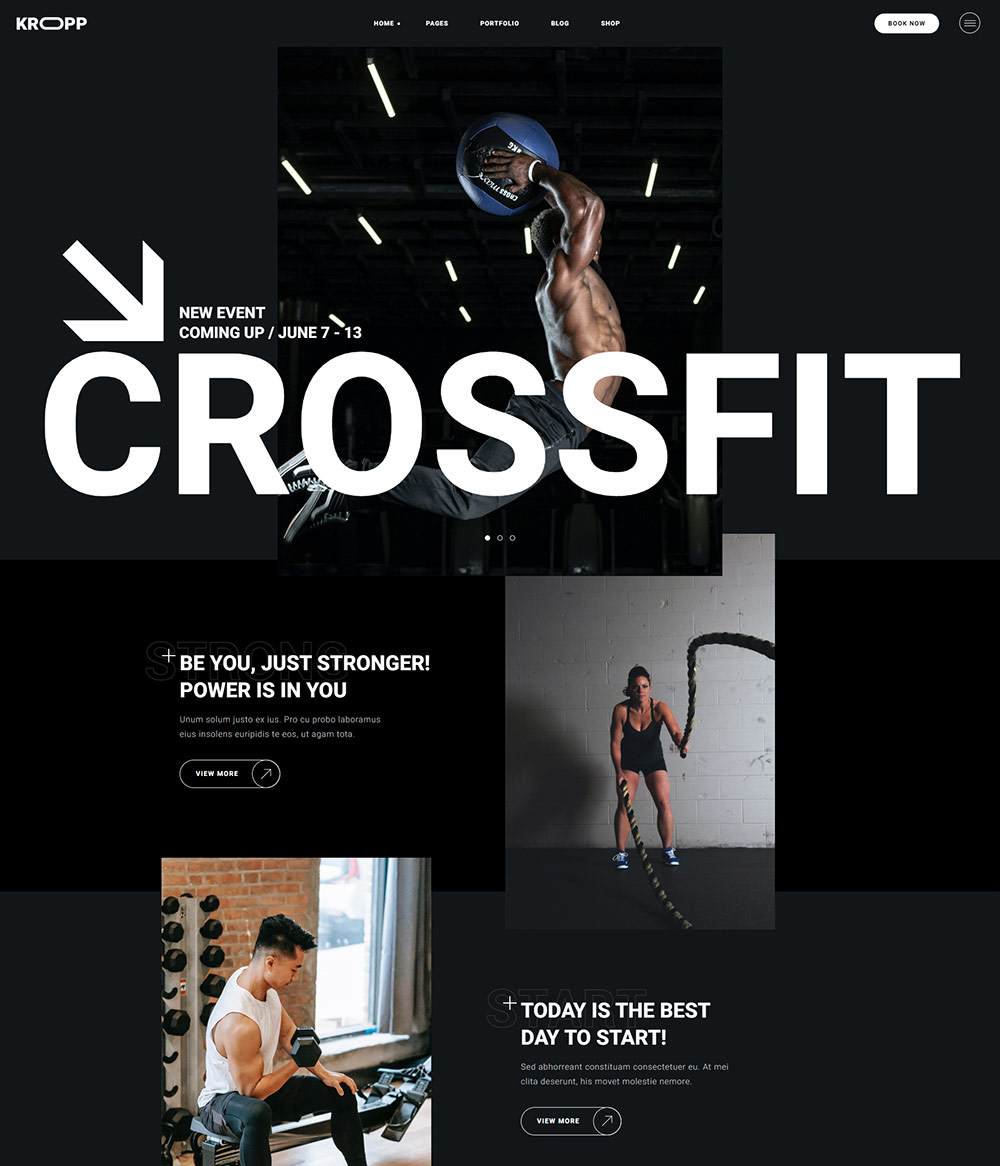 KROPP
HOME
PAGES
PORTFOLIO
BLOG
SHOP
BOOK NOW
KG
NEW EVENT
COMING UP / JUNE 7 - 13
CROSSFIT
STRONG
BE YOU, JUST STRONGER!
POWER IS IN YOU
Unum solum justo ex ius. Pro cu probo laboramus
eius insolens euripidis te eos, ut agam tota.
VIEW MORE
START
TODAY IS THE BEST
DAY TO START!
Sed abhorreant constituam consectetuer eu. At mei
clita deserunt, his movet molestie nemore.
VIEW MORE